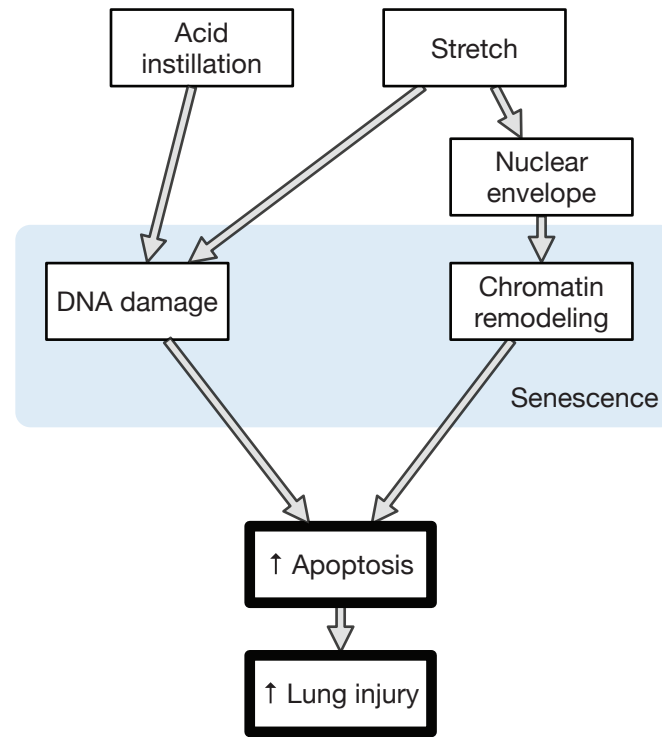 Acid
instillation
Stretch
Nuclear
envelope
DNA damage
Chromatin
remodeling
Senescence
↑ Apoptosis
↑ Lung injury